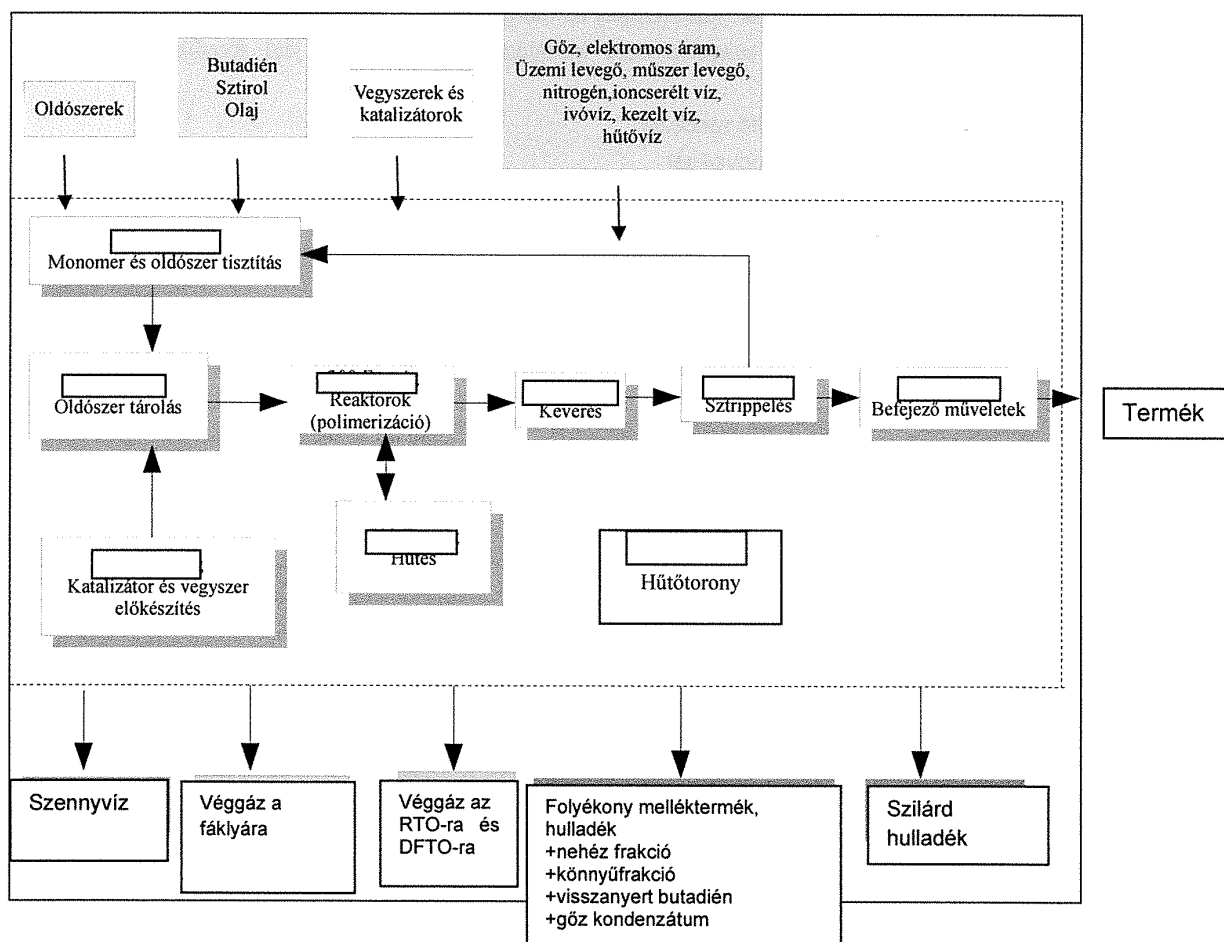 Oldószerek
Butadién
Sztirol
Olaj
Vegyszerek és
katalizátorok
Gőz, elektromos áram,
Üzemi levegő, műszer levegő,
nitrogén,ioncserélt víz,
ivóvíz, kezelt víz,
hűtővíz
Monomer és oldószer tisztítás
Oldószer tárolás
Reaktorok
(polimerizáció)
Keverés
Sztrippelés
Befejező műveletek
Termék
Katalizátor és vegyszer
előkészítés
Hűtés
Hűtőtorony
Szennyvíz
Véggáz a
fáklyára
Véggáz az
RTO-ra és
DFTO-ra
Folyékony melléktermék,
hulladék
+nehéz frakció
+könnyűfrakció
+visszanyert butadién
+gőz kondenzátum
Szilárd
hulladék